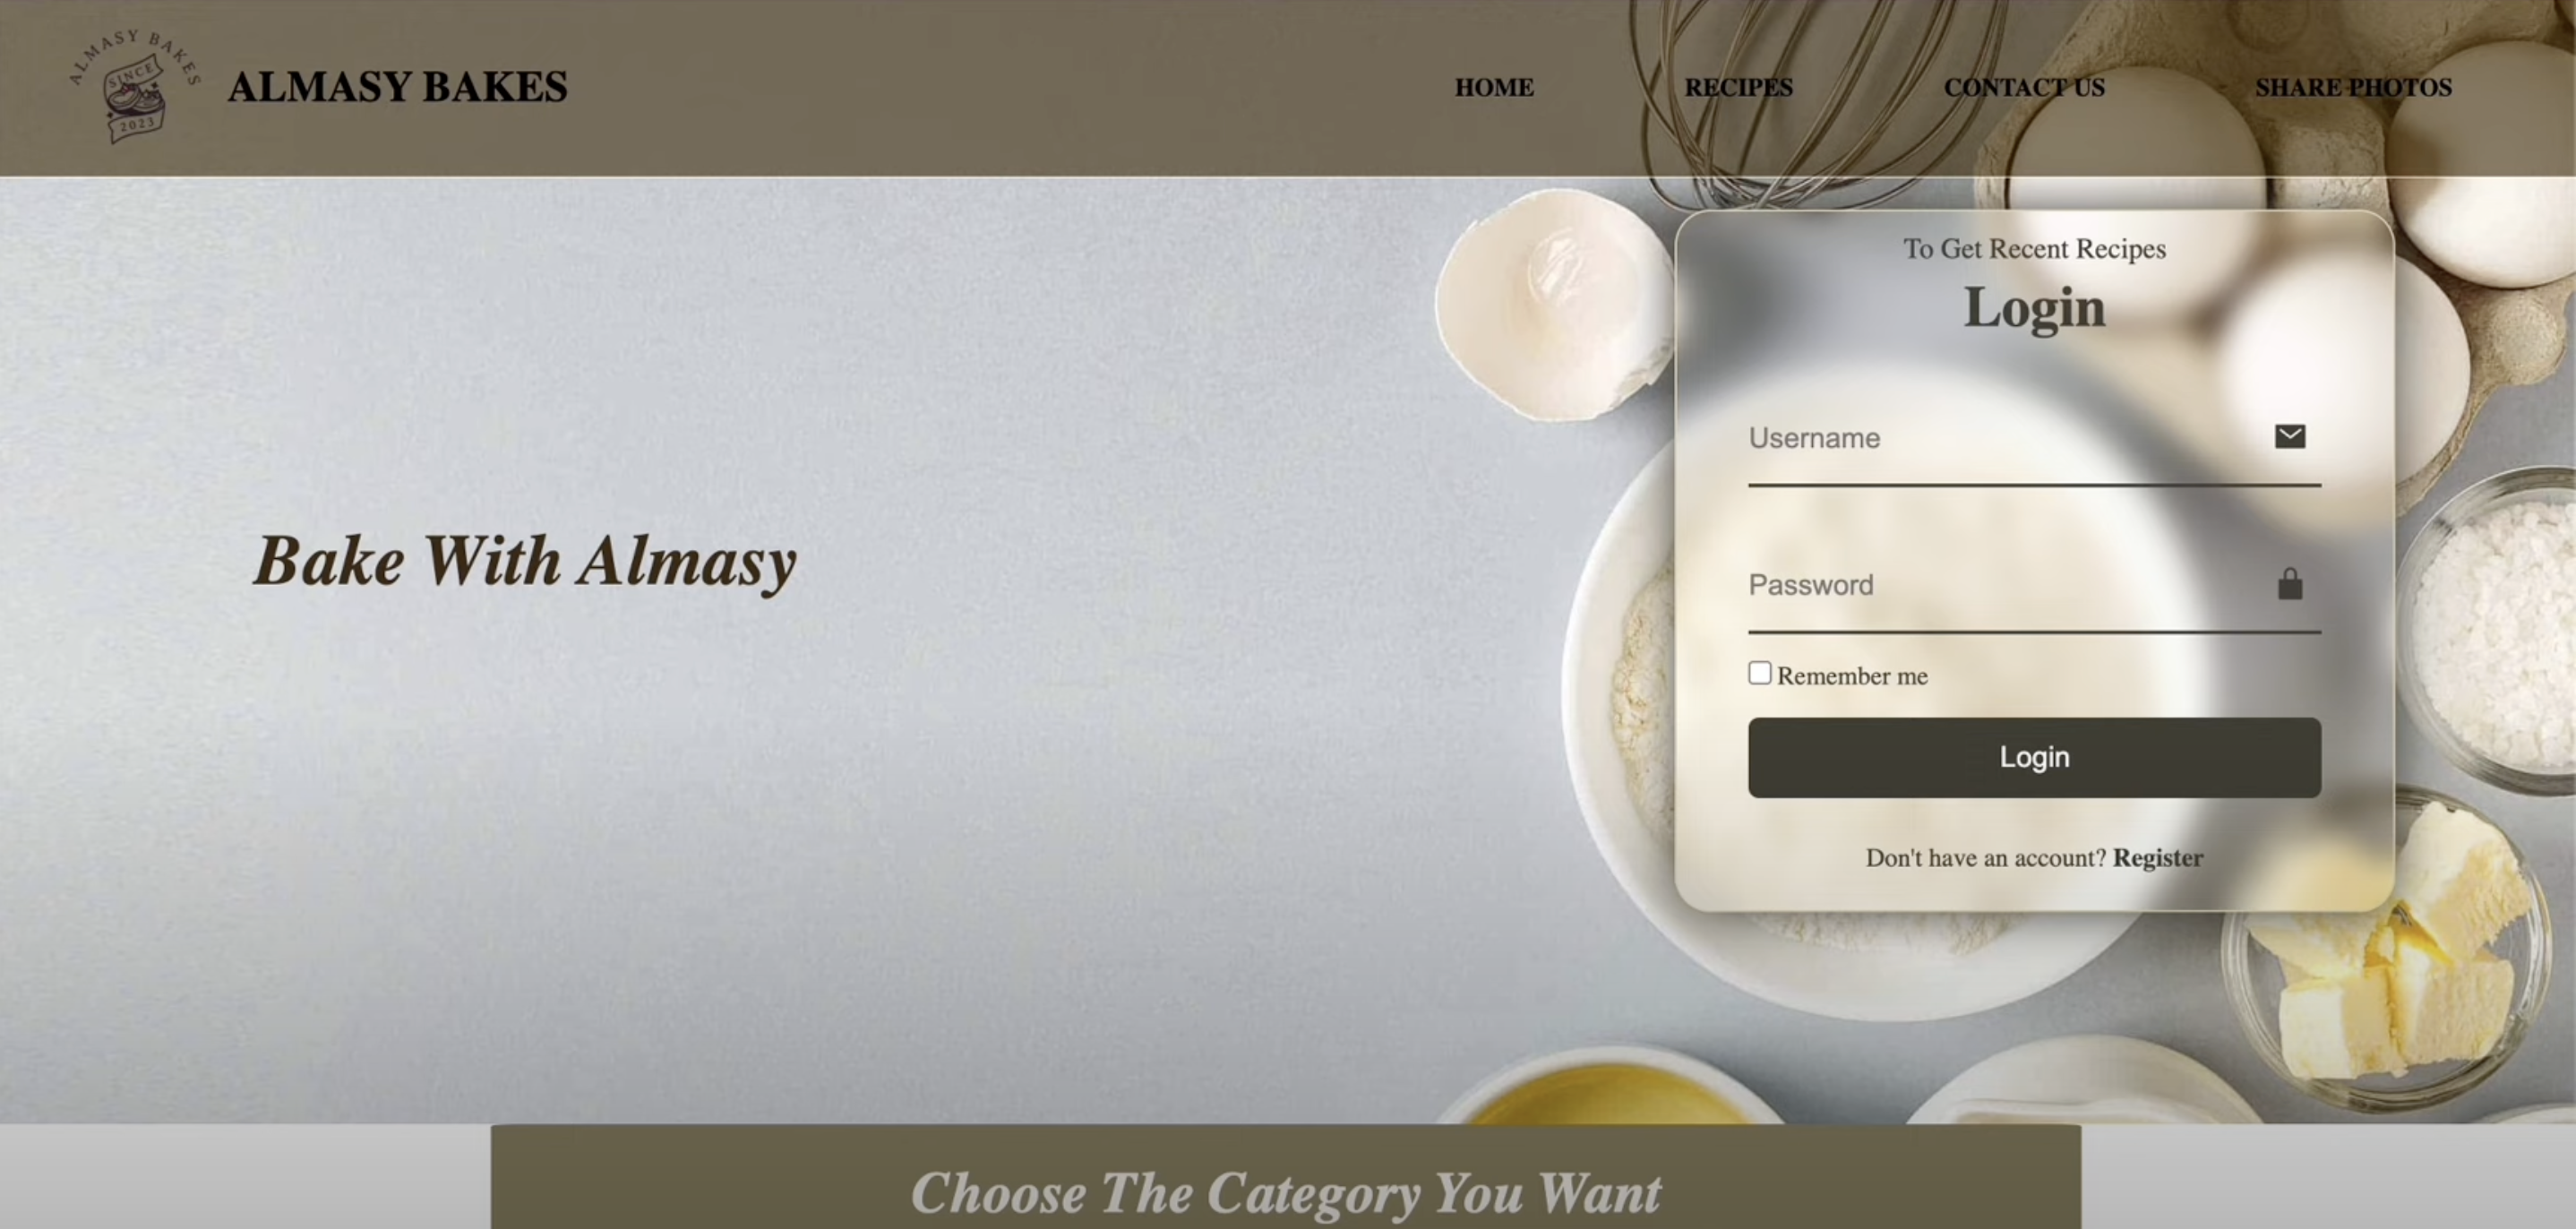 ALMASY BAKES
SINCE
2023
ALMASY BAKES
HOME
RECIPES
CONTACT US
SHARE PHOTOS
To Get Recent Recipes
Login
Username
Password
Remember me
Login
Don't have an account? Register
Bake With Almasy
Choose The Category You Want